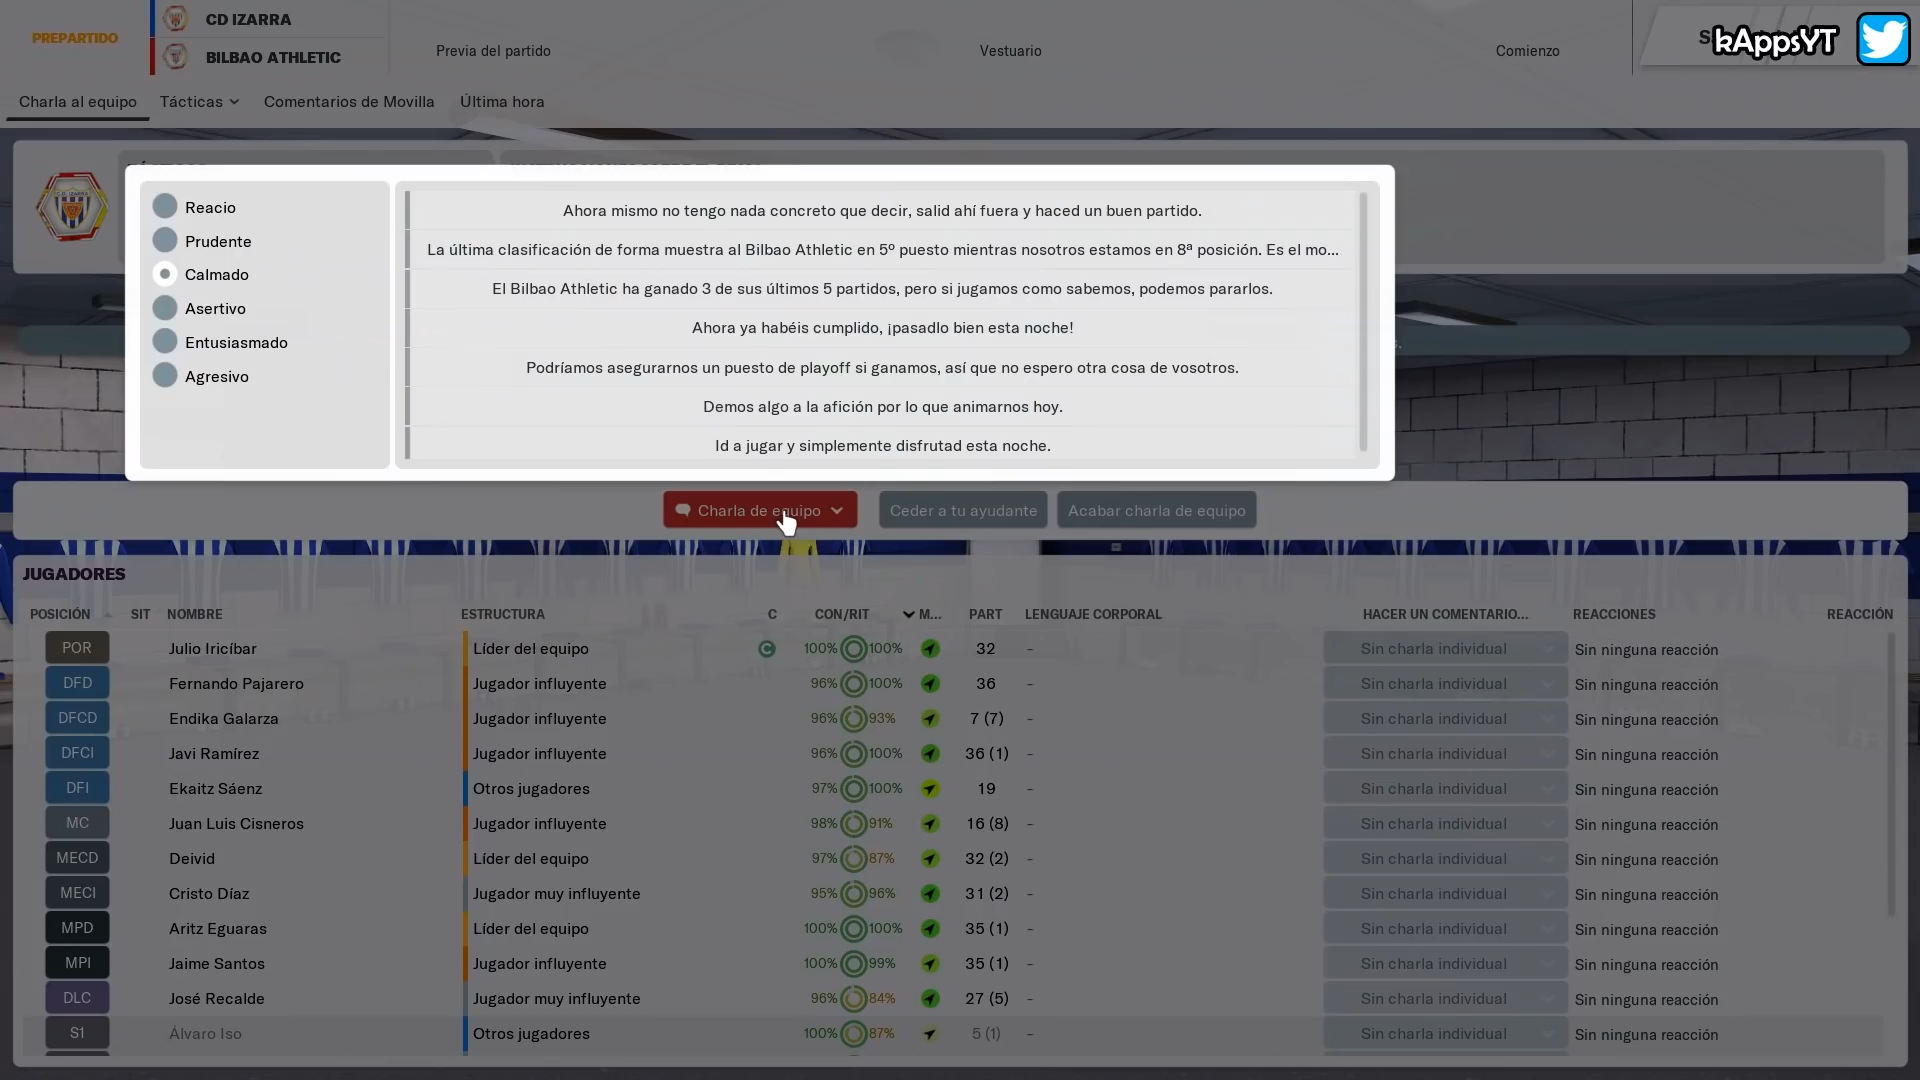 PREPARTIDO
CD IZARRA
BILBAO ATHLETIC
Previa del partido
Vestuario
Comienzo
kAppsYT
Charla al equipo
Tácticas
Comentarios de Movilla
Última hora
Reacio
Prudente
Calmado
Asertivo
Entusiasmado
Agresivo
Ahora mismo no tengo nada concreto que decir, salid ahí fuera y haced un buen partido.
La última clasificación de forma muestra al Bilbao Athletic en 5º puesto mientras nosotros estamos en 8ª posición. Es el mo...
El Bilbao Athletic ha ganado 3 de sus últimos 5 partidos, pero si jugamos como sabemos, podemos pararlos.
Ahora ya habéis cumplido, ¡pasadlo bien esta noche!
Podríamos asegurarnos un puesto de playoff si ganamos, así que no espero otra cosa de vosotros.
Demos algo a la afición por lo que animarnos hoy.
Id a jugar y simplemente disfrutad esta noche.
Charla de equipo
Ceder a tu ayudante
Acabar charla de equipo
JUGADORES
POSICIÓN SIT NOMBRE ESTRUCTURA C CON/RIT M... PART LENGUAJE CORPORAL HACER UN COMENTARIO... REACCIONES REACCIÓN
POR Julio Iricíbar Líder del equipo C 100% 100% 32 - Sin charla individual Sin ninguna reacción
DFD Fernando Pajarero Jugador influyente 96% 100% 36 - Sin charla individual Sin ninguna reacción
DFCD Endika Galarza Jugador influyente 96% 93% 7 (7) - Sin charla individual Sin ninguna reacción
DFCI Javi Ramírez Jugador influyente 96% 100% 36 (1) - Sin charla individual Sin ninguna reacción
DFI Ekaitz Sáenz Otros jugadores 97% 100% 19 - Sin charla individual Sin ninguna reacción
MC Juan Luis Cisneros Jugador influyente 98% 91% 16 (8) - Sin charla individual Sin ninguna reacción
MECD Deivid Líder del equipo 97% 87% 32 (2) - Sin charla individual Sin ninguna reacción
MECI Cristo Díaz Jugador muy influyente 95% 96% 31 (2) - Sin charla individual Sin ninguna reacción
MPD Aritz Eguaras Líder del equipo 100% 100% 35 (1) - Sin charla individual Sin ninguna reacción
MPI Jaime Santos Jugador influyente 100% 99% 35 (1) - Sin charla individual Sin ninguna reacción
DLC José Recalde Jugador muy influyente 96% 84% 27 (5) - Sin charla individual Sin ninguna reacción
S1 Álvaro Iso Otros jugadores 100% 87% 5 (1) - Sin charla individual Sin ninguna reacción